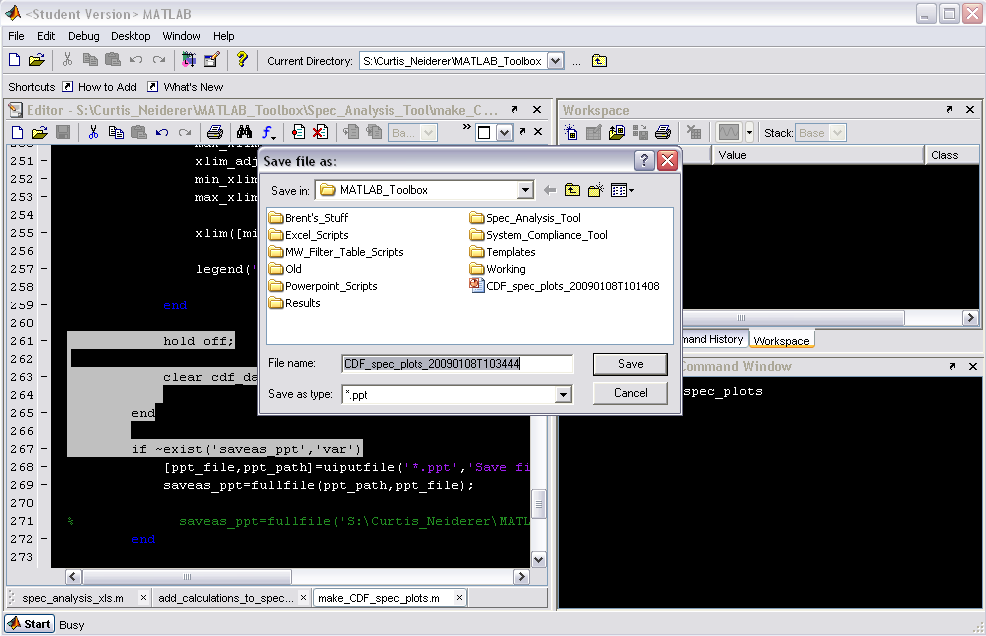 <Student Version> MATLAB
File Edit Debug Desktop Window Help
Current Directory: S:\Curtis_Neiderer\MATLAB_Toolbox ...
Shortcuts How to Add What's New
Editor - S:\Curtis_Neiderer\MATLAB_Toolbox\Spec_Analysis_Tool\make_C...
Ba...
251 xlim_adj
252 min_xlim
253 max_xlim
254
255 xlim([mi
256
257 legend('
258
259 end
260
261 hold off;
262
263 clear cdf_da
264
265 end
266
267 if ~exist('saveas_ppt','var')
268 [ppt_file,ppt_path]=uiputfile('*.ppt','Save fi
269 saveas_ppt=fullfile(ppt_path,ppt_file);
270
271 % saveas_ppt=fullfile('S:\Curtis_Neiderer\MATL
272 end
273
spec_analysis_xls.m add_calculations_to_spec... make_CDF_spec_plots.m
Workspace
Stack: Base
Value Class
mand History Workspace
Command Window
spec_plots
Save file as:
Save in: MATLAB_Toolbox
Brent's_Stuff
Excel_Scripts
MW_Filter_Table_Scripts
Old
Powerpoint_Scripts
Results
Spec_Analysis_Tool
System_Compliance_Tool
Templates
Working
CDF_spec_plots_20090108T101408
File name: CDF_spec_plots_20090108T103444 Save
Save as type: *.ppt Cancel
Start Busy